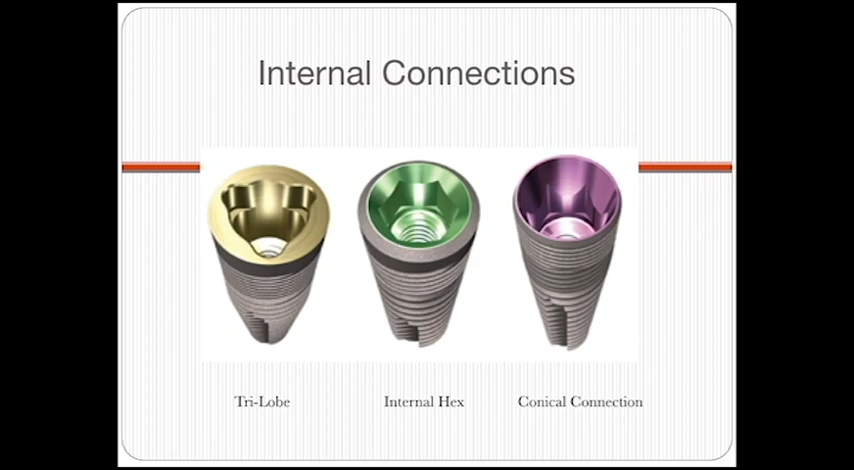 Internal Connections
Tri-Lobe
Internal Hex
Conical Connection